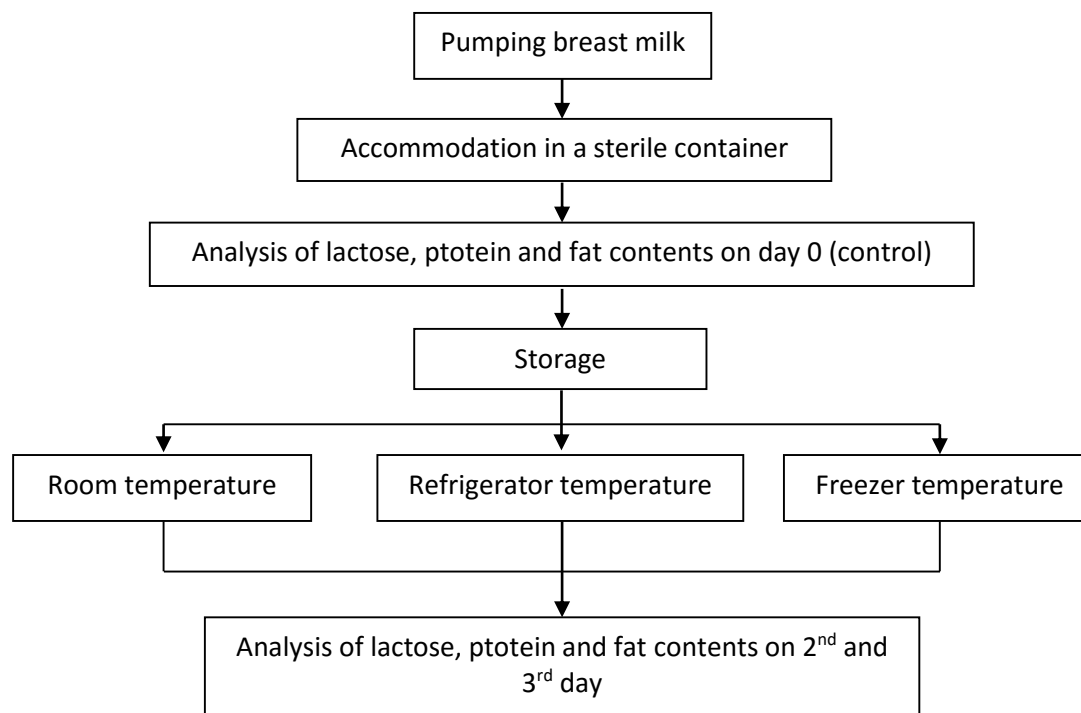 Pumping breast milk
Accommodation in a sterile container
Analysis of lactose, ptotein and fat contents on day 0 (control)
Storage
Room temperature
Refrigerator temperature
Freezer temperature
Analysis of lactose, ptotein and fat contents on 2nd and
3rd day